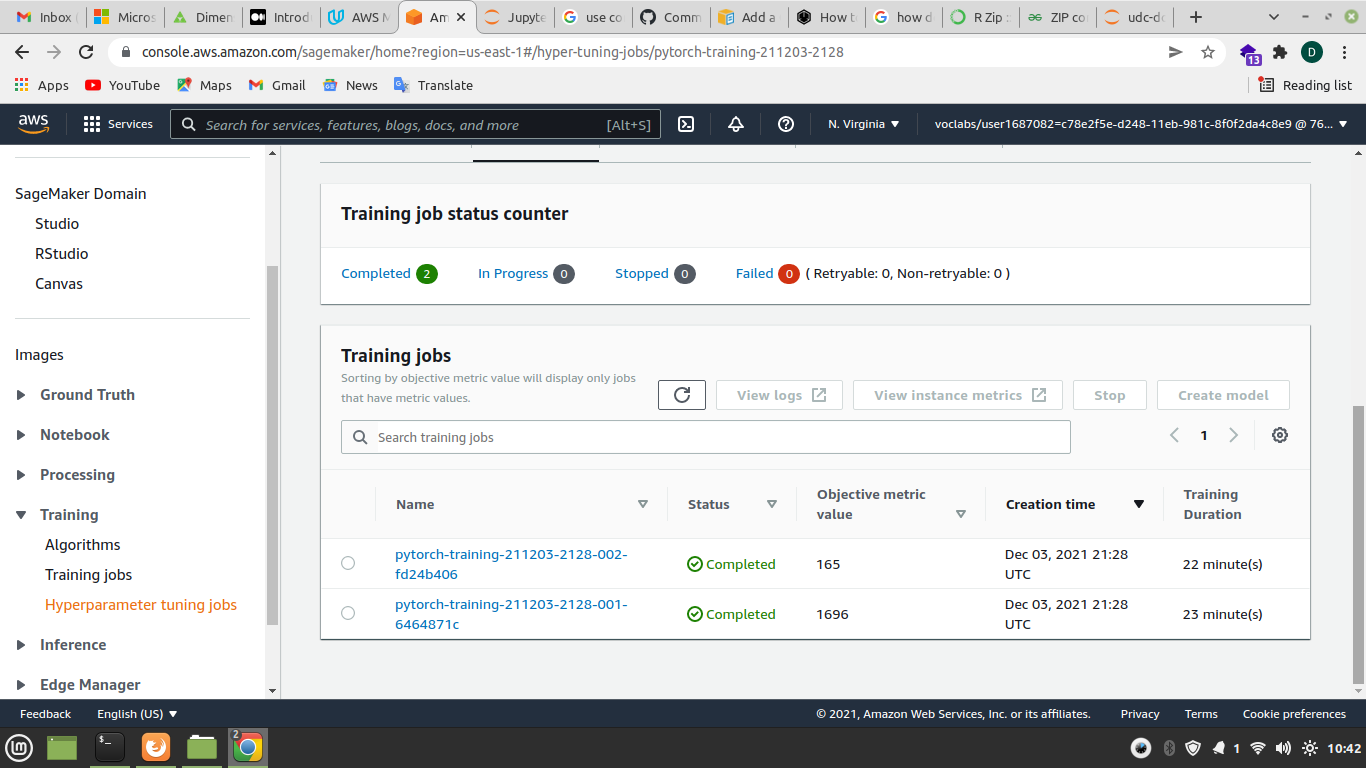 Inbox (
Micros
Dimen
Introd
AWS M
Am
Jupyte
use co
Comm
Add a
How to
how d
R Zip :
ZIP co
udc-de
console.aws.amazon.com/sagemaker/home?region=us-east-1#/hyper-tuning-jobs/pytorch-training-211203-2128
13
D
Apps
YouTube
Maps
Gmail
News
Translate
Reading list
aws
Services
Search for services, features, blogs, docs, and more
[Alt+S]
N. Virginia
voclabs/user1687082=c78e2f5e-d248-11eb-981c-8f0f2da4c8e9 @ 76...
SageMaker Domain
Studio
RStudio
Canvas
Images
Ground Truth
Notebook
Processing
Training
Algorithms
Training jobs
Hyperparameter tuning jobs
Inference
Edge Manager
Training job status counter
Completed 2
In Progress 0
Stopped 0
Failed 0 ( Retryable: 0, Non-retryable: 0 )
Training jobs
Sorting by objective metric value will display only jobs
that have metric values.
View logs
View instance metrics
Stop
Create model
Search training jobs
1
Name
Status
Objective metric
value
Creation time
Training
Duration
pytorch-training-211203-2128-002-
fd24b406
Completed
165
Dec 03, 2021 21:28
UTC
22 minute(s)
pytorch-training-211203-2128-001-
6464871c
Completed
1696
Dec 03, 2021 21:28
UTC
23 minute(s)
Feedback
English (US)
© 2021, Amazon Web Services, Inc. or its affiliates.
Privacy
Terms
Cookie preferences
$_
2
1
10:42